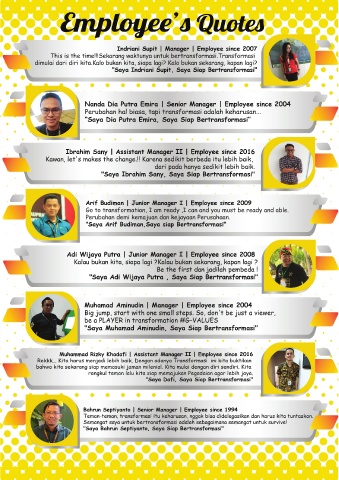 Employee's Quotes
Indriani Supit | Manager | Employee since 2007
This is the time!!Sekarang waktunya untuk bertransformasi.Transformasi
dimulai dari diri kita.Kalo bukan kita, siapa lagi? Kalo bukan sekarang, kapan lagi?
"Saya Indriani Supit, Saya Siap Bertransformasi"
Nanda Dia Putra Emira | Senior Manager | Employee since 2004
Perubahan hal biasa, tapi transformasi adalah keharusan...
"Saya Dia Putra Emira, Saya Siap Bertransformasi"
Ibrahim Sany | Assistant Manager II | Employee since 2016
Kawan, let's makes the change.!! Karena sedikit berbeda itu lebih baik,
dari pada hanya sedikit lebih baik.
"Saya Ibrahim Sany, Saya Siap Bertransformasi"
Arif Budiman | Junior Manager I | Employee since 2009
Go to transformation, I am ready ,I can and you must be ready and able.
Perubahan demi kemajuan dan kejayaan Perusahaan.
"Saya Arif Budiman,Saya siap Bertransformasi"
Adi Wijaya Putra | Junior Manager I | Employee since 2008
Kalau bukan kita, siapa lagi ?Kalau bukan sekarang, kapan lagi ?
Be the first dan jadilah pembeda !
"Saya Adi Wijaya Putra , Saya Siap Bertransformasi"
Muhamad Aminudin | Manager | Employee since 2004
Big jump, start with one small steps. So, don't be just a viewer,
be a PLAYER in transformation #IG-VALUES
"Saya Muhamad Aminudin, Saya Siap Bertransformasi"
Muhammad Rizky Khadafi | Assistant Manager II | Employee since 2016
Rekkk... Kita harus menjadi lebih baik, Dengan adanya Transformasi ini kita buktikan
bahwa kita sekarang siap memasuki jaman milenial. Kita mulai dengan diri sendiri. Kita
rangkul teman lalu kita siap memajukan Pegadaian agar lebih jaya.
"Saya Dafi, Saya Siap Bertransformasi"
Bahrun Septiyanto | Senior Manager | Employee since 1994
Teman-teman, transformasi itu keharusan, nggak bisa didelegasikan dan harus kita tuntaskan.
Semangat saya untuk bertransformasi adalah sebagaimana semangat untuk survive!
"Saya Bahrun Septiyanto, Saya Siap Bertransformasi"